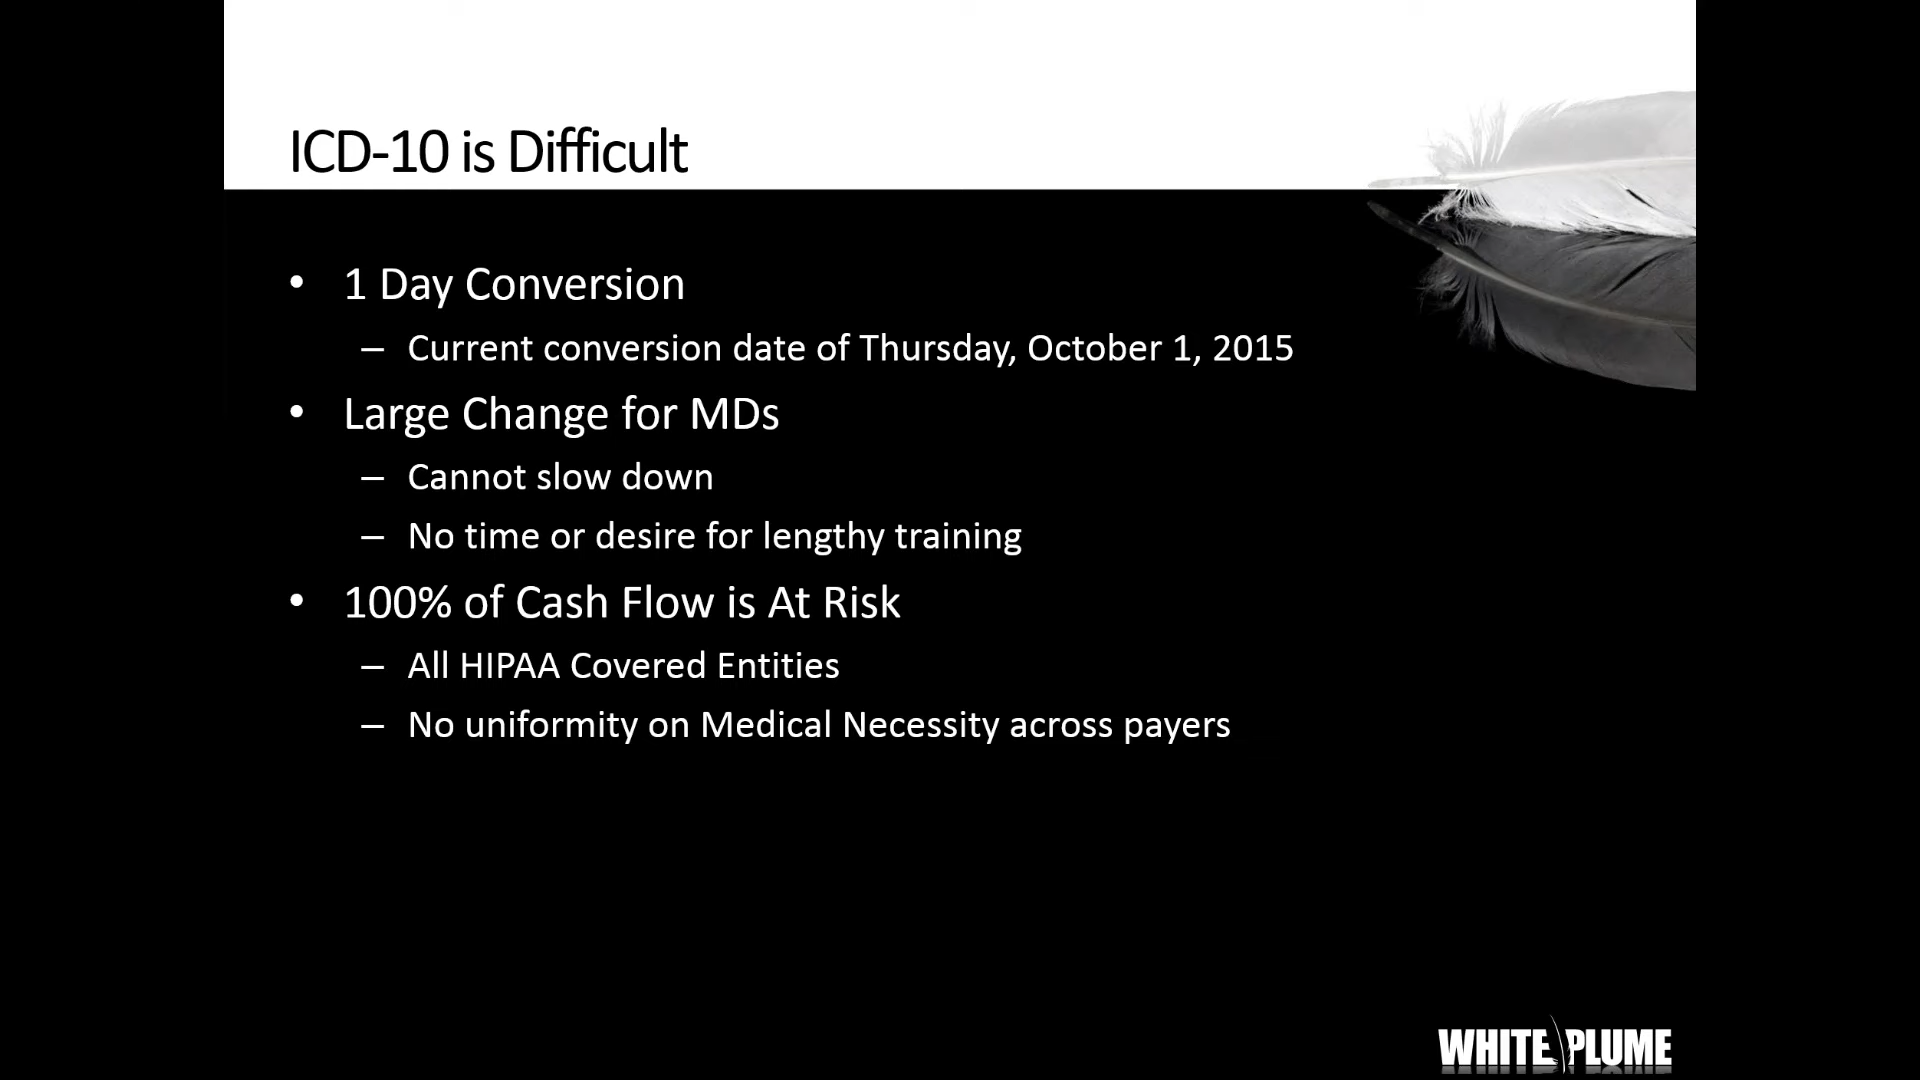 ICD-10 is Difficult
• 1 Day Conversion
– Current conversion date of Thursday, October 1, 2015
• Large Change for MDs
– Cannot slow down
– No time or desire for lengthy training
• 100% of Cash Flow is At Risk
– All HIPAA Covered Entities
– No uniformity on Medical Necessity across payers
WHITE PLUME